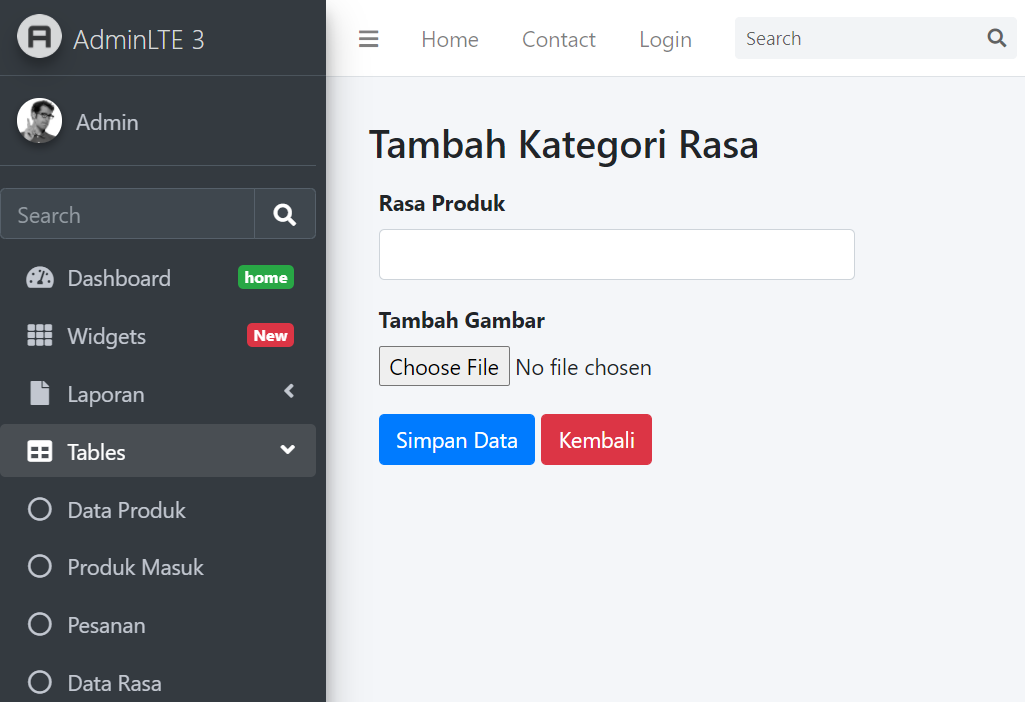 AdminLTE 3
Admin
Search
Dashboard home
Widgets New
Laporan
Tables
Data Produk
Produk Masuk
Pesanan
Data Rasa
Home Contact Login Search
Tambah Kategori Rasa
Rasa Produk
Tambah Gambar
Choose File No file chosen
Simpan Data Kembali